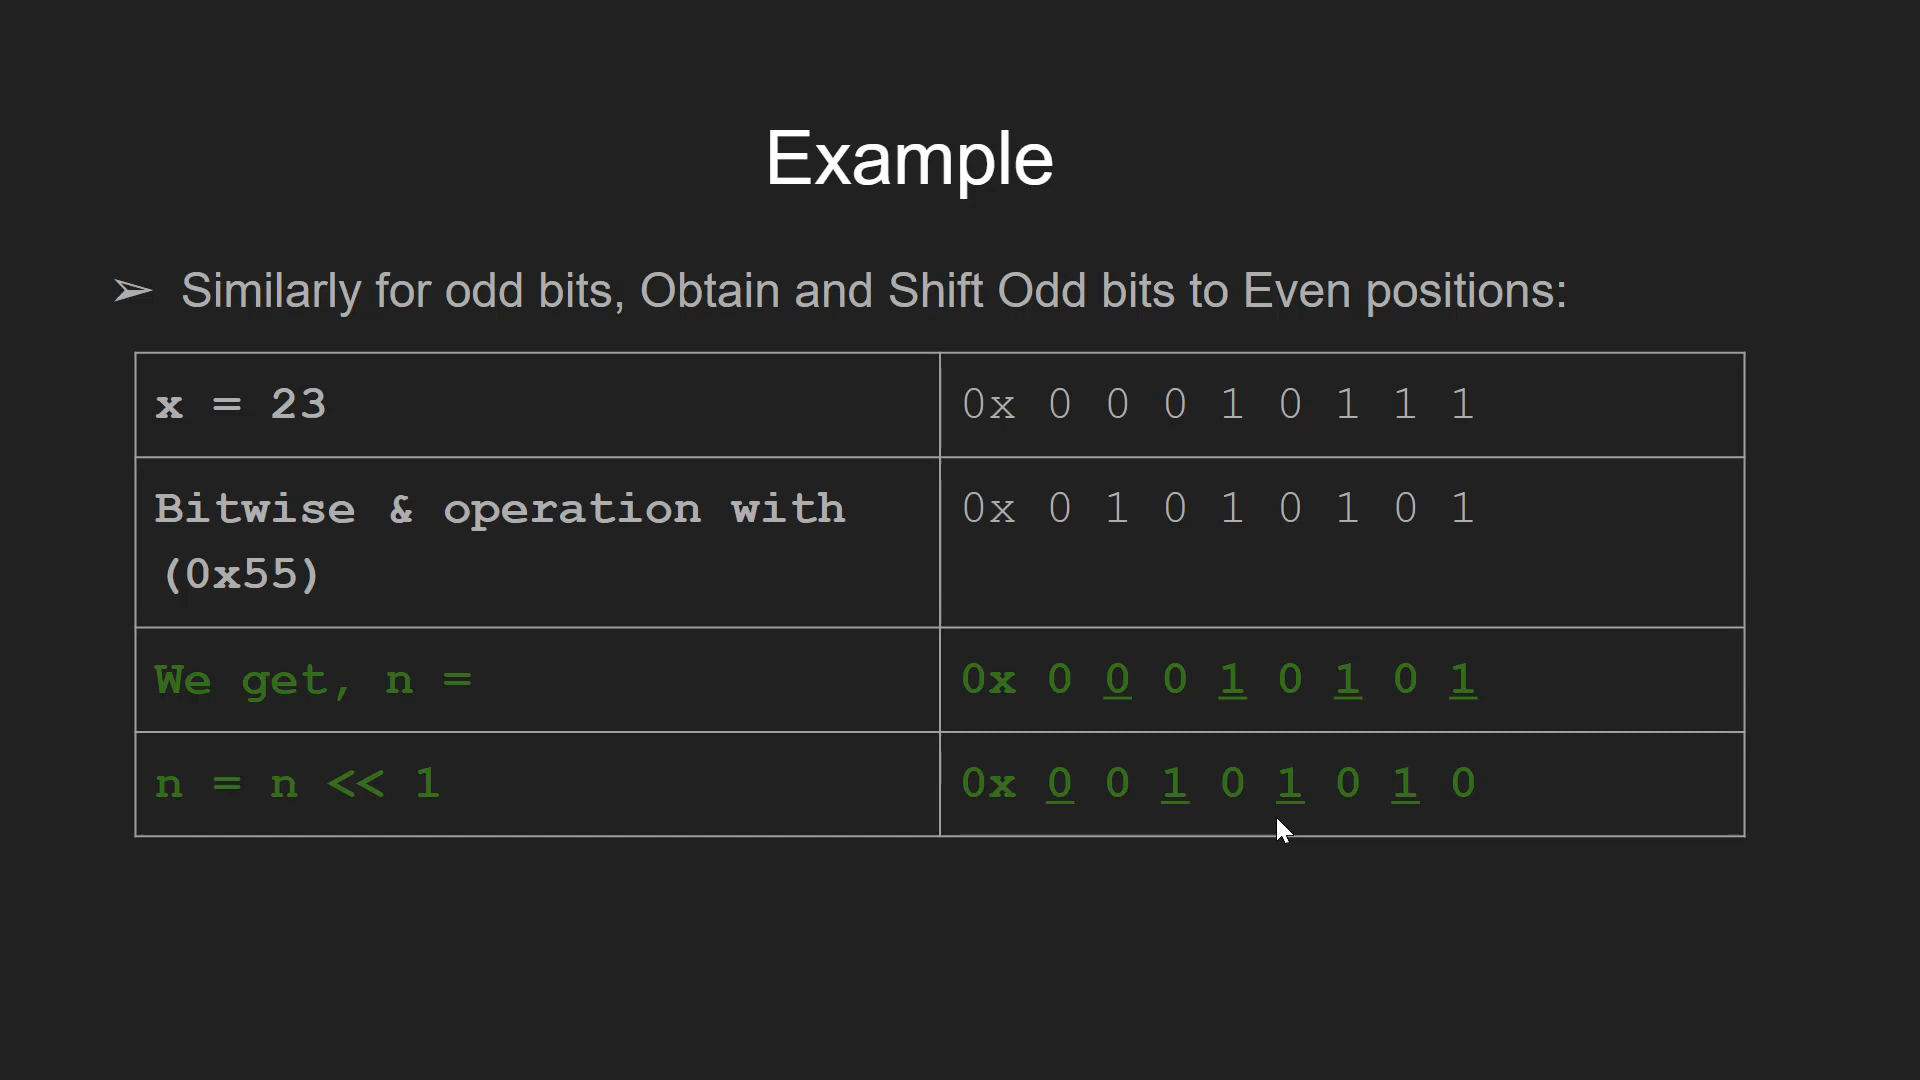 Example
➢ Similarly for odd bits, Obtain and Shift Odd bits to Even positions:
x = 23
0x 0 0 0 1 0 1 1 1
Bitwise & operation with
(0x55)
0x 0 1 0 1 0 1 0 1
We get, n =
0x 0 0 0 1 0 1 0 1
n = n << 1
0x 0 0 1 0 1 0 1 0